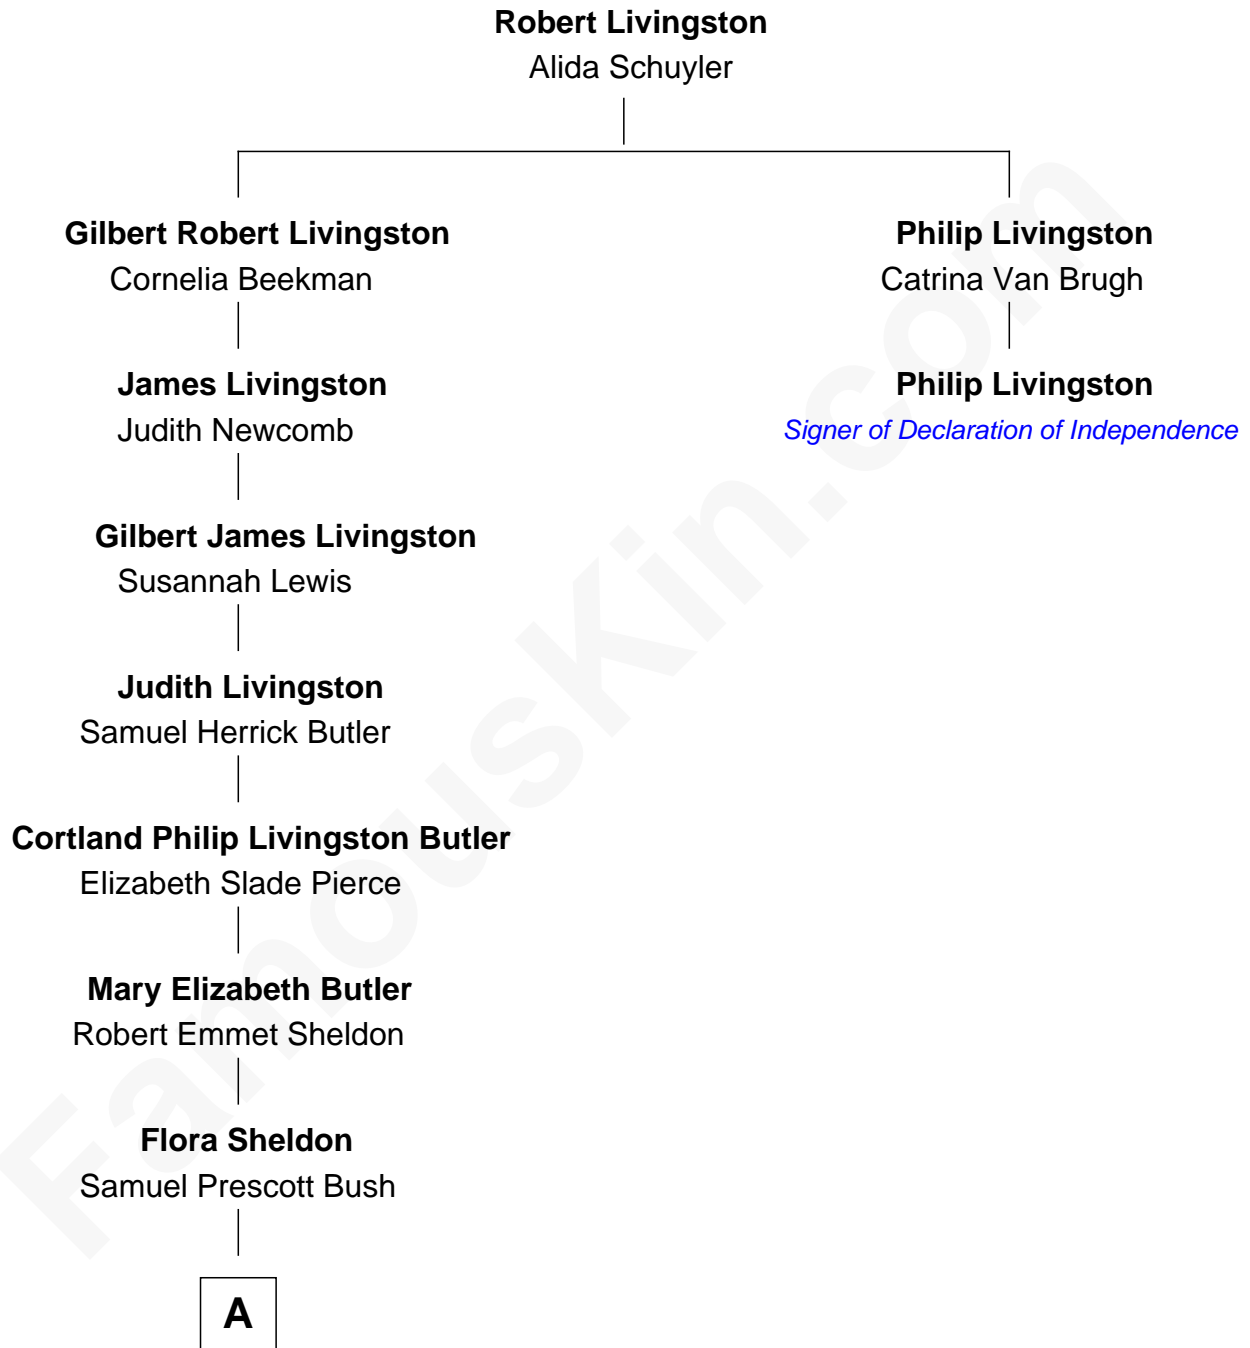 Robert Livingston
Alida Schuyler
Gilbert Robert Livingston
Cornelia Beekman
Philip Livingston
Catrina Van Brugh
James Livingston
Judith Newcomb
Philip Livingston
Signer of Declaration of Independence
Gilbert James Livingston
Susannah Lewis
Judith Livingston
Samuel Herrick Butler
Cortland Philip Livingston Butler
Elizabeth Slade Pierce
Mary Elizabeth Butler
Robert Emmet Sheldon
Flora Sheldon
Samuel Prescott Bush
A
FamousKin.com